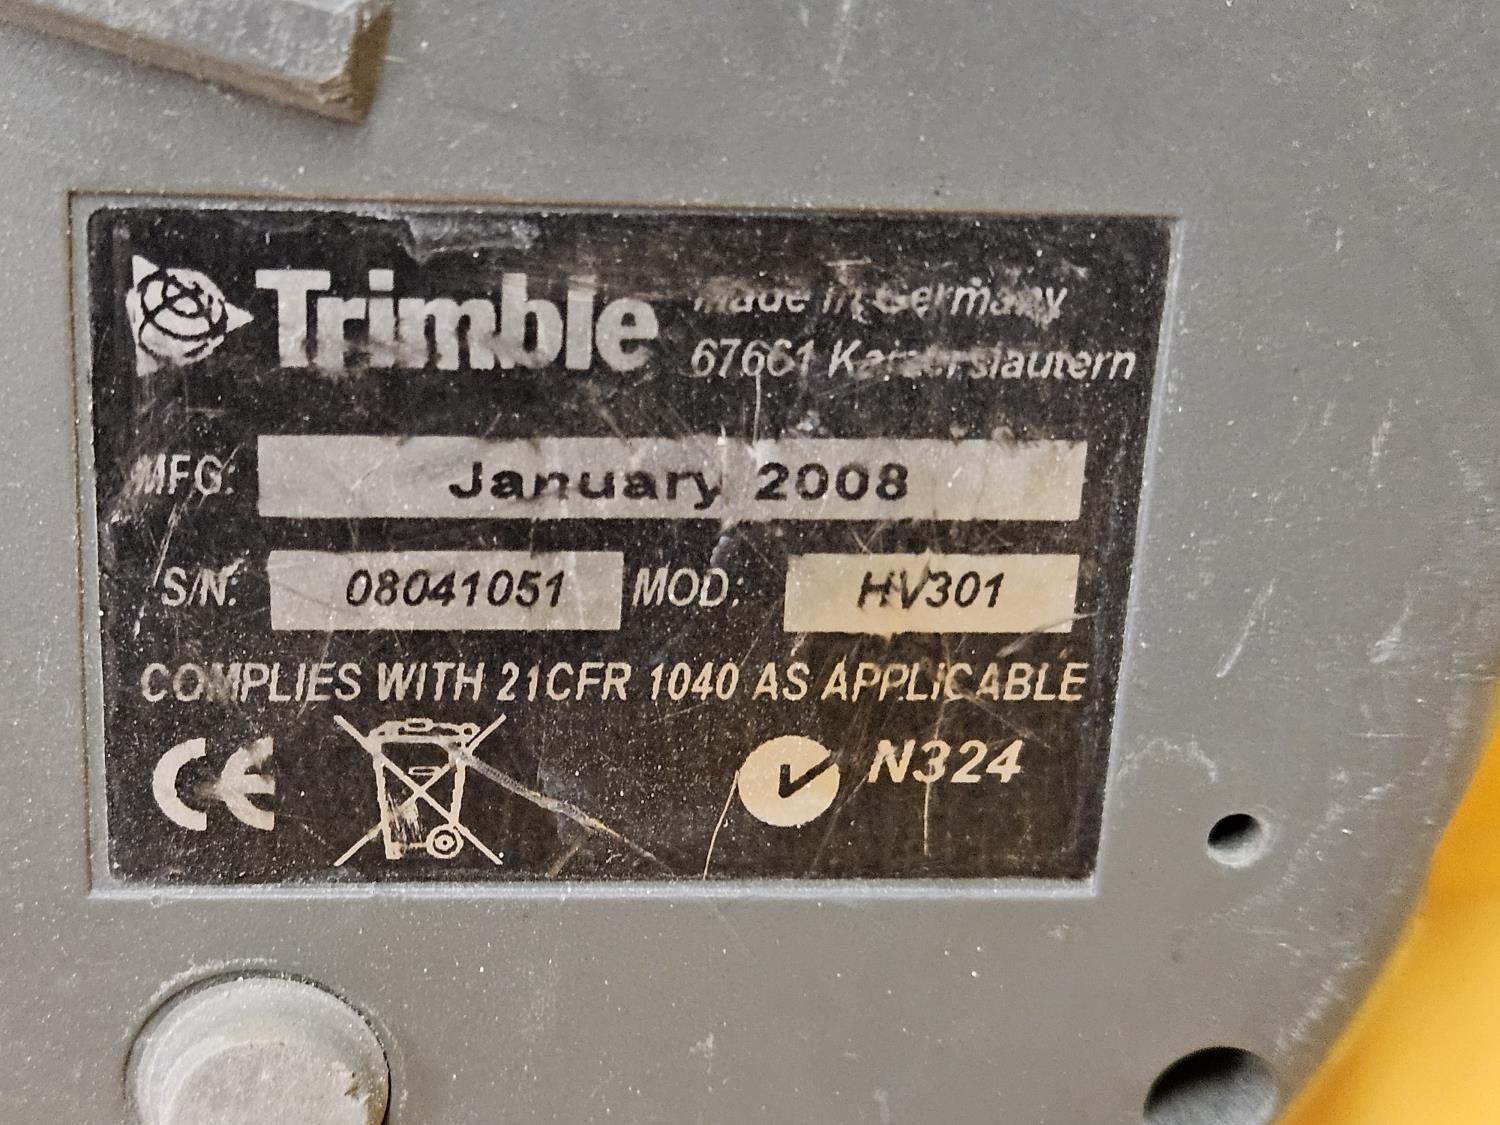 Trimble
Made in Germany
67661 Kaiserslautern
MFG: January 2008
S/N: 08041051 MOD: HV301
COMPLIES WITH 21CFR 1040 AS APPLICABLE
CE N324